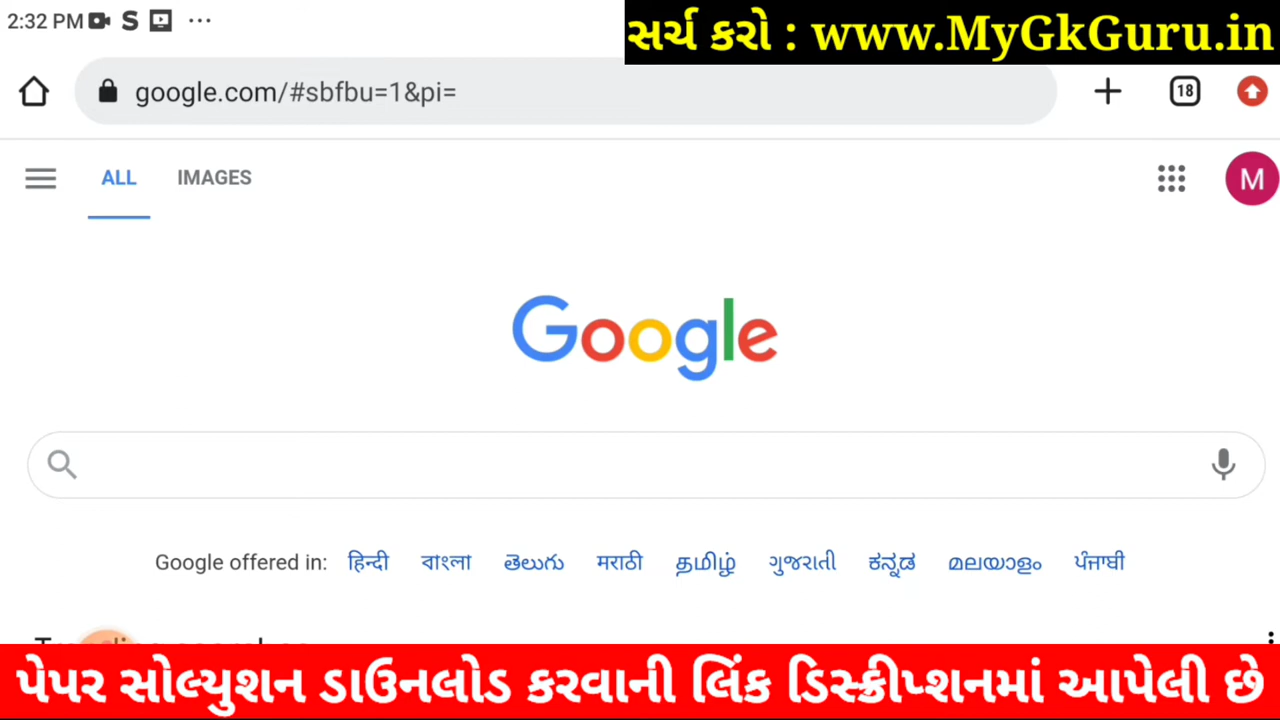 2:32 PM S ...
સર્ચ કરો : www.MyGkGuru.in
google.com/#sbfbu=1&pi=
18
ALL IMAGES
M
Google
Google offered in: हिन्दी বাংলা తెలుగు मराठी தமிழ் ગુજરાતી ಕನ್ನಡ മലയാളം ਪੰਜਾਬੀ
પેપર સોલ્યુશન ડાઉનલોડ કરવાની લિંક ડિસ્ક્રીપ્શનમાં આપેલી છે